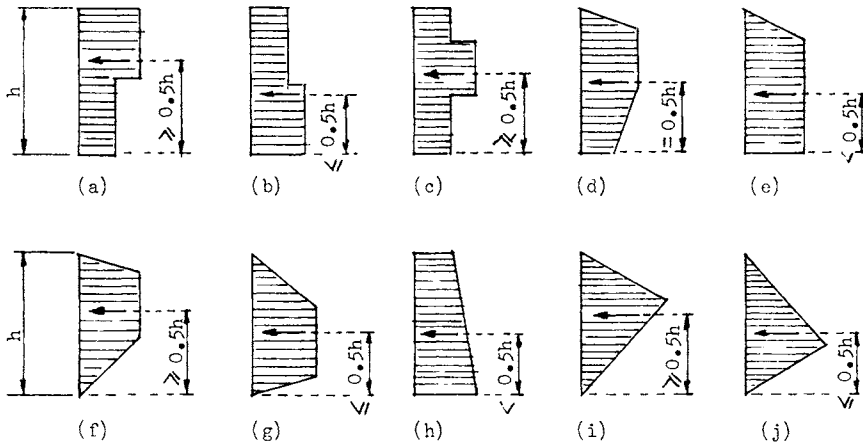 h
≥ 0.5h
≤ 0.5h
≷ 0.5h
= 0.5h
< 0.5h
(a) (b) (c) (d) (e)
h
≥ 0.5h
≤ 0.5h
< 0.5h
≥ 0.5h
≤ 0.5h
(f) (g) (h) (i) (j)